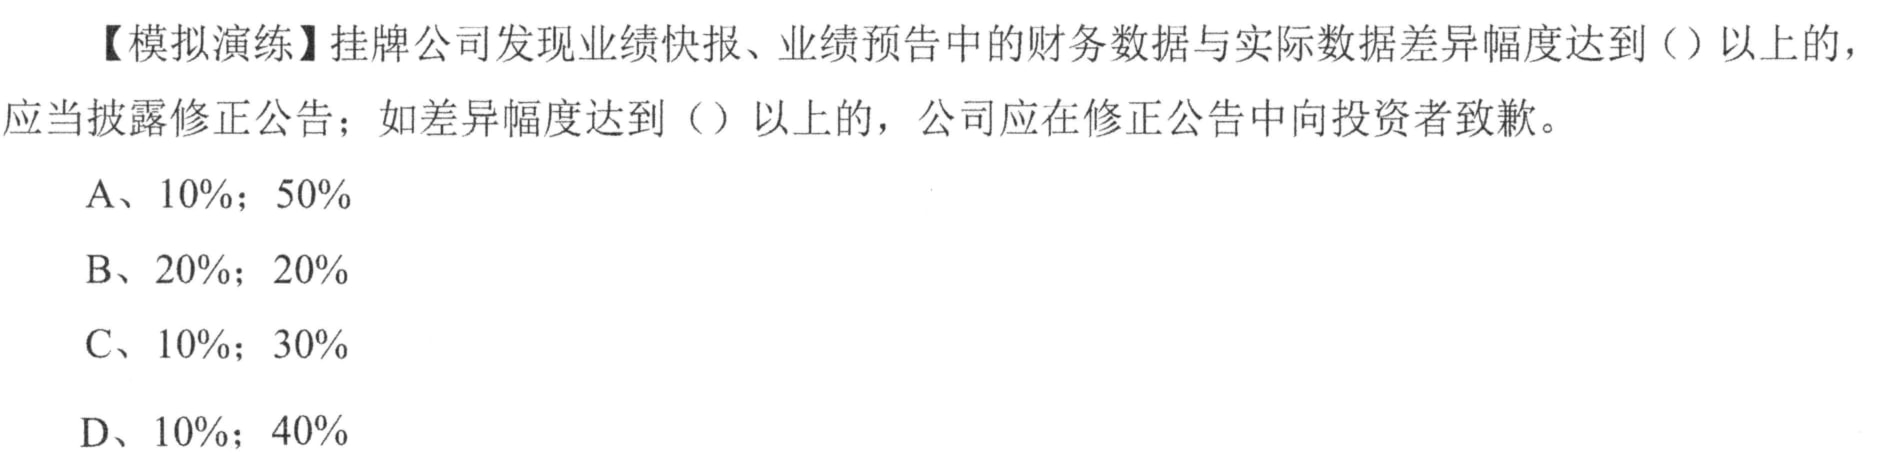 【模拟演练】挂牌公司发现业绩快报、业绩预告中的财务数据与实际数据差异幅度达到（）以上的，
应当披露修正公告；如差异幅度达到（）以上的，公司应在修正公告中向投资者致歉。
A、10%；50%
B、20%；20%
C、10%；30%
D、10%；40%